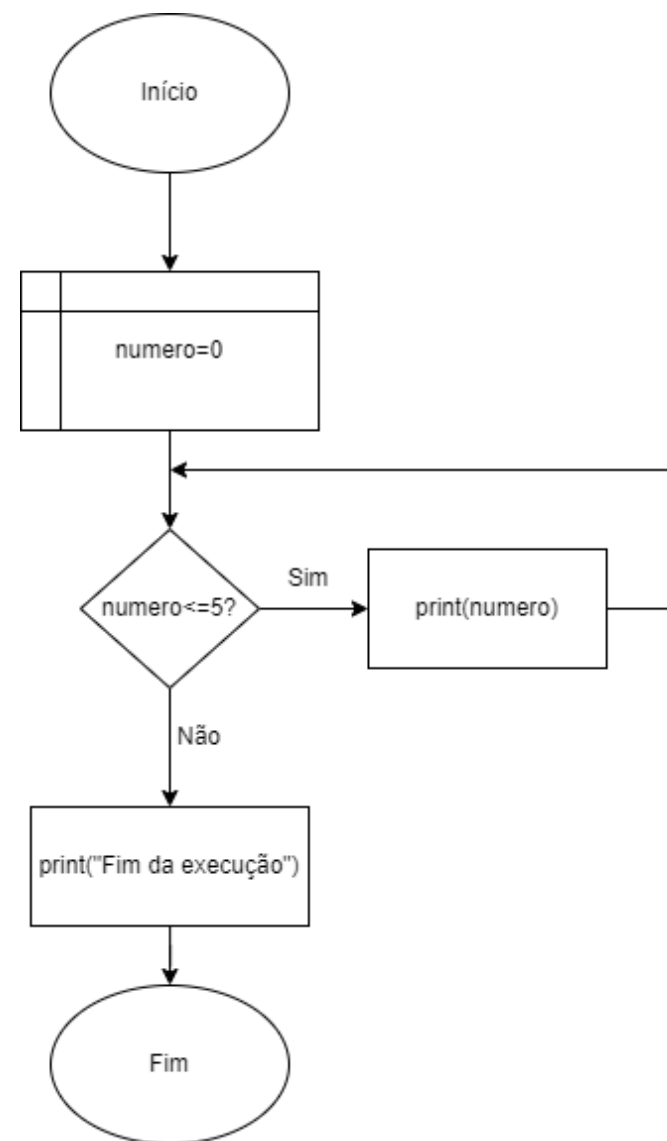 Início
numero=0
numero<=5?
Sim
print(numero)
Não
print("Fim da execução")
Fim